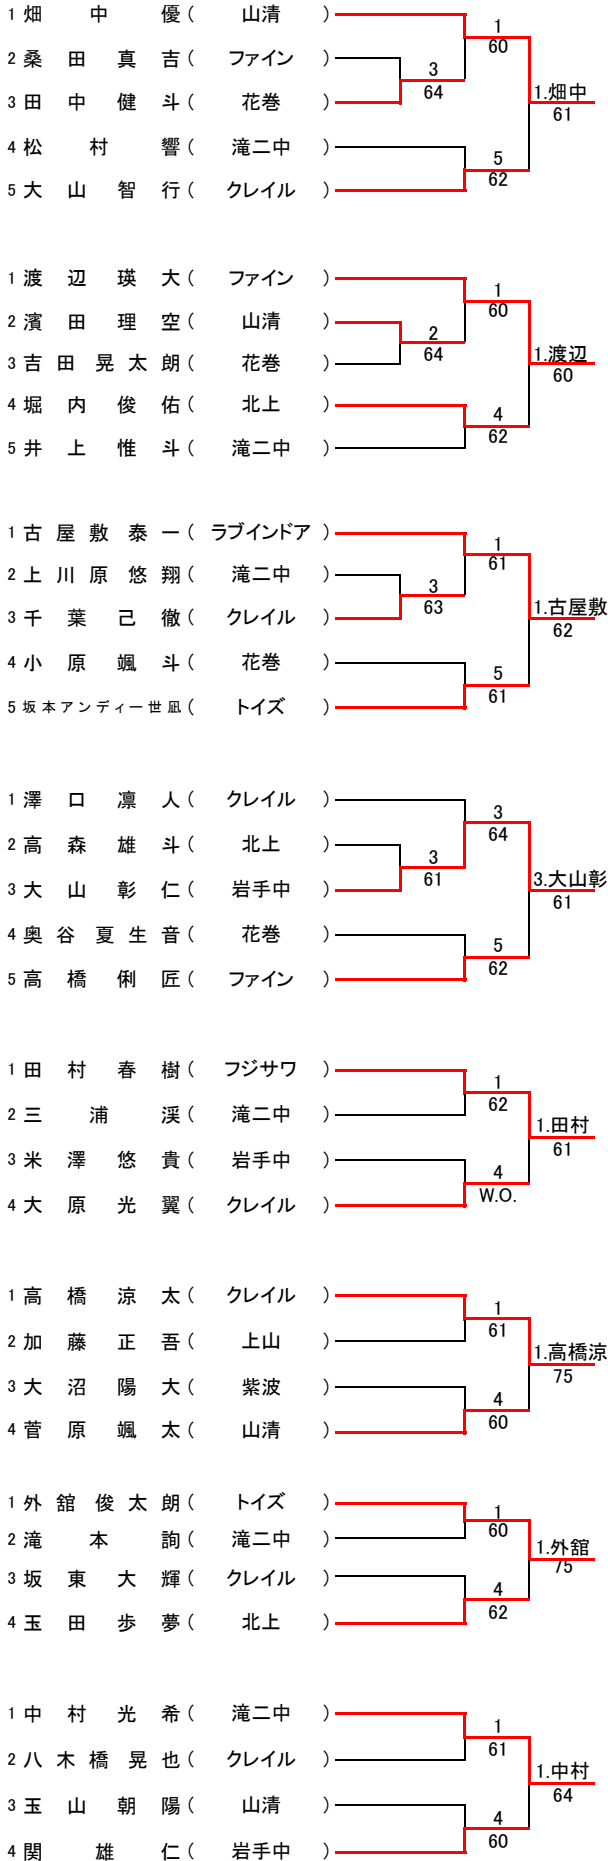 1 畑中優 ( 山清 )
1
60
2 桑田真吉 ( ファイン )
3
64
3 田中健斗 ( 花巻 )
1.畑中
61
4 松村響 ( 滝二中 )
5
62
5 大山智行 ( クレイル )
1 渡辺瑛大 ( ファイン )
1
60
2 濱田理空 ( 山清 )
2
64
3 吉田晃太朗 ( 花巻 )
1.渡辺
60
4 堀内俊佑 ( 北上 )
4
62
5 井上惟斗 ( 滝二中 )
1 古屋敷泰一 ( ラブインドア )
1
61
2 上川原悠翔 ( 滝二中 )
3
63
3 千葉己徹 ( クレイル )
1.古屋敷
62
4 小原颯斗 ( 花巻 )
5
61
5 坂本アンディー世凪 ( トイズ )
1 澤口凛人 ( クレイル )
3
64
2 高森雄斗 ( 北上 )
3
61
3 大山彰仁 ( 岩手中 )
3.大山彰
61
4 奥谷夏生音 ( 花巻 )
5
62
5 高橋俐匠 ( ファイン )
1 田村春樹 ( フジサワ )
1
62
2 三浦渓 ( 滝二中 )
1.田村
61
3 米澤悠貴 ( 岩手中 )
4
W.O.
4 大原光翼 ( クレイル )
1 高橋涼太 ( クレイル )
1
61
2 加藤正吾 ( 上山 )
1.高橋涼
75
3 大沼陽大 ( 紫波 )
4
60
4 菅原颯太 ( 山清 )
1 外舘俊太朗 ( トイズ )
1
60
2 滝本詢 ( 滝二中 )
1.外舘
75
3 坂東大輝 ( クレイル )
4
62
4 玉田歩夢 ( 北上 )
1 中村光希 ( 滝二中 )
1
61
2 八木橋晃也 ( クレイル )
1.中村
64
3 玉山朝陽 ( 山清 )
4
60
4 関雄仁 ( 岩手中 )